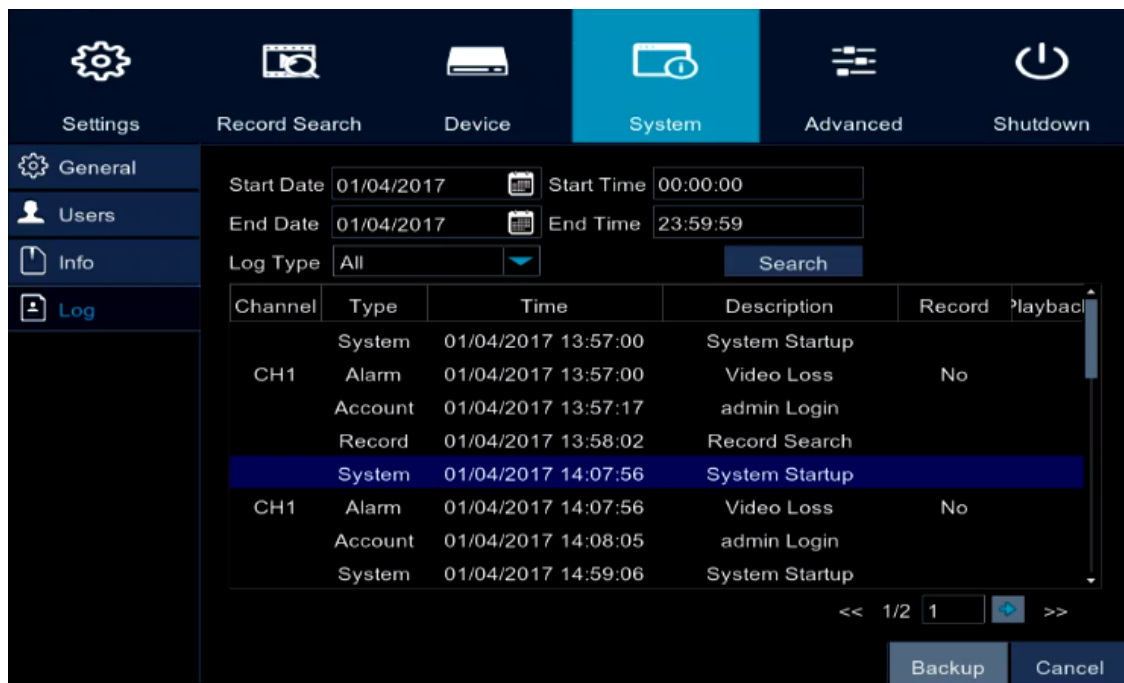 Settings Record Search Device System Advanced Shutdown
General
Users
Info
Log
Start Date 01/04/2017 Start Time 00:00:00
End Date 01/04/2017 End Time 23:59:59
Log Type All Search
Channel Type Time Description Record Playback
System 01/04/2017 13:57:00 System Startup
CH1 Alarm 01/04/2017 13:57:00 Video Loss No
Account 01/04/2017 13:57:17 admin Login
Record 01/04/2017 13:58:02 Record Search
System 01/04/2017 14:07:56 System Startup
CH1 Alarm 01/04/2017 14:07:56 Video Loss No
Account 01/04/2017 14:08:05 admin Login
System 01/04/2017 14:59:06 System Startup
<< 1/2 1 >>
Backup Cancel